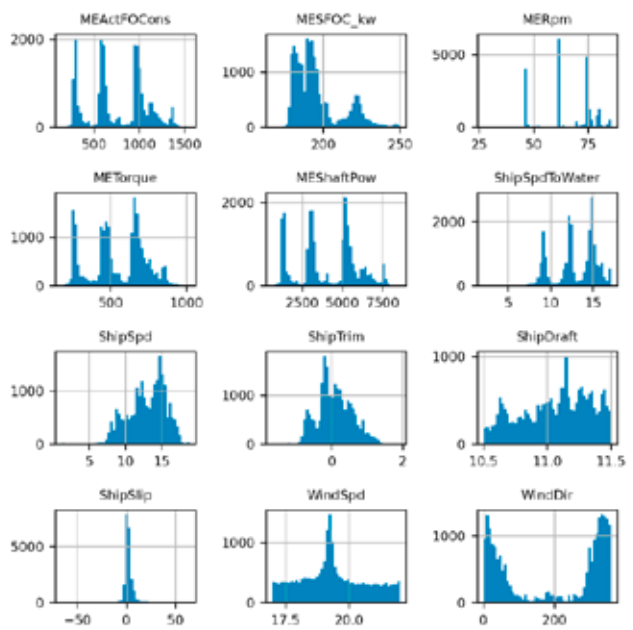 MEActFOCons MESFOC_kw MERpm
2000 1000 0
500 1000 1500
1000 0
200 250
5000 0
25 50 75
METorque MEShaftPow ShipSpdToWater
1000 0
500 1000
2000 0
2500 5000 7500
2000 0
5 10 15
ShipSpd ShipTrim ShipDraft
1000 0
5 10 15
1000 0
0 2
1000 500 0
10.5 11.0 11.5
ShipSlip WindSpd WindDir
5000 0
−50 0 50
1000 0
17.5 20.0
1000 0
0 200